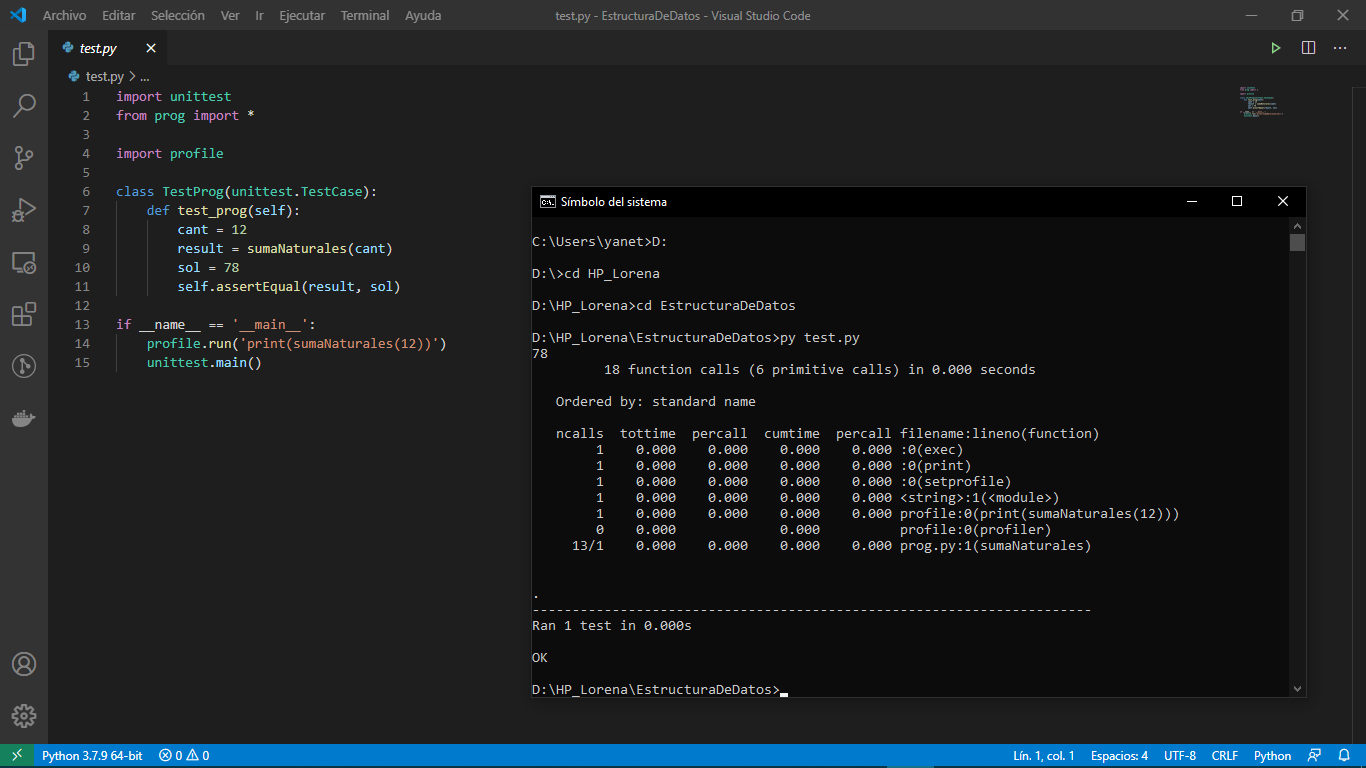 Archivo Editar Selección Ver Ir Ejecutar Terminal Ayuda test.py - EstructuraDeDatos - Visual Studio Code
test.py
test.py > ...
1 import unittest
2 from prog import *
3
4 import profile
5
6 class TestProg(unittest.TestCase):
7     def test_prog(self):
8         cant = 12
9         result = sumaNaturales(cant)
10         sol = 78
11         self.assertEqual(result, sol)
12
13 if __name__ == '__main__':
14     profile.run('print(sumaNaturales(12))')
15     unittest.main()
Símbolo del sistema
C:\Users\yanet>D:
D:\>cd HP_Lorena
D:\HP_Lorena>cd EstructuraDeDatos
D:\HP_Lorena\EstructuraDeDatos>py test.py
78
         18 function calls (6 primitive calls) in 0.000 seconds
   Ordered by: standard name
   ncalls  tottime  percall  cumtime  percall filename:lineno(function)
        1    0.000    0.000    0.000    0.000 :0(exec)
        1    0.000    0.000    0.000    0.000 :0(print)
        1    0.000    0.000    0.000    0.000 :0(setprofile)
        1    0.000    0.000    0.000    0.000 <string>:1(<module>)
        1    0.000    0.000    0.000    0.000 profile:0(print(sumaNaturales(12)))
        0    0.000             0.000          profile:0(profiler)
     13/1    0.000    0.000    0.000    0.000 prog.py:1(sumaNaturales)
.
----------------------------------------------------------------------
Ran 1 test in 0.000s
OK
D:\HP_Lorena\EstructuraDeDatos>
Python 3.7.9 64-bit 0 0 Lín. 1, col. 1 Espacios: 4 UTF-8 CRLF Python